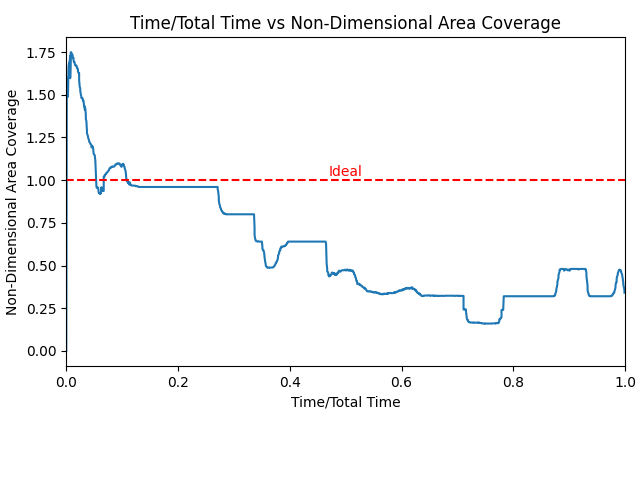 Time/Total Time vs Non-Dimensional Area Coverage
1.75
1.50
1.25
1.00
0.75
0.50
0.25
0.00
Non-Dimensional Area Coverage
Ideal
0.0 0.2 0.4 0.6 0.8 1.0
Time/Total Time